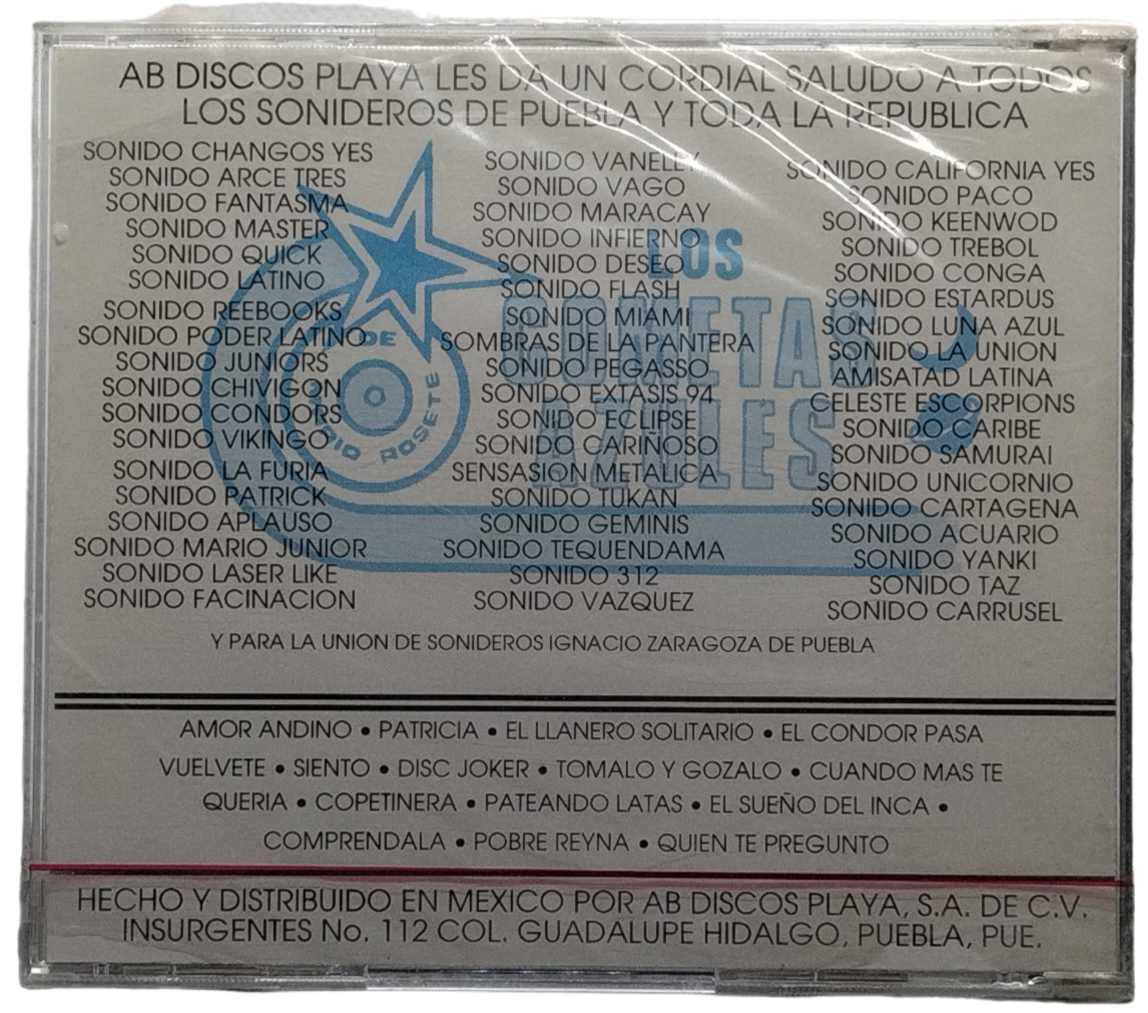 AB DISCOS PLAYA LES DA UN CORDIAL SALUDO A TODOS
LOS SONIDEROS DE PUEBLA Y TODA LA REPUBLICA
SONIDO CHANGOS YES
SONIDO ARCE TRES
SONIDO FANTASMA
SONIDO MASTER
SONIDO QUICK
SONIDO LATINO
SONIDO REEBOOKS
SONIDO PODER LATINO
SONIDO JUNIORS
SONIDO CHIVIGON
SONIDO CONDORS
SONIDO VIKINGO
SONIDO LA FURIA
SONIDO PATRICK
SONIDO APLAUSO
SONIDO MARIO JUNIOR
SONIDO LASER LIKE
SONIDO FACINACION
SONIDO VANELLY
SONIDO VAGO
SONIDO MARACAY
SONIDO INFIERNO
SONIDO DESEO
SONIDO FLASH
SONIDO MIAMI
SOMBRAS DE LA PANTERA
SONIDO PEGASSO
SONIDO EXTASIS 94
SONIDO ECLIPSE
SONIDO CARIÑOSO
SENSASION METALICA
SONIDO TUKAN
SONIDO GEMINIS
SONIDO TEQUENDAMA
SONIDO 312
SONIDO VAZQUEZ
SONIDO CALIFORNIA YES
SONIDO PACO
SONIDO KEENWOD
SONIDO TREBOL
SONIDO CONGA
SONIDO ESTARDUS
SONIDO LUNA AZUL
SONIDO LA UNION
AMISATAD LATINA
CELESTE ESCORPIONS
SONIDO CARIBE
SONIDO SAMURAI
SONIDO UNICORNIO
SONIDO CARTAGENA
SONIDO ACUARIO
SONIDO YANKI
SONIDO TAZ
SONIDO CARRUSEL
LOS
COMETAS
AZULES
DE
ROSETE
Y PARA LA UNION DE SONIDEROS IGNACIO ZARAGOZA DE PUEBLA
AMOR ANDINO • PATRICIA • EL LLANERO SOLITARIO • EL CONDOR PASA
VUELVETE • SIENTO • DISC JOKER • TOMALO Y GOZALO • CUANDO MAS TE
QUERIA • COPETINERA • PATEANDO LATAS • EL SUEÑO DEL INCA •
COMPRENDALA • POBRE REYNA • QUIEN TE PREGUNTO
HECHO Y DISTRIBUIDO EN MEXICO POR AB DISCOS PLAYA, S.A. DE C.V.
INSURGENTES No. 112 COL. GUADALUPE HIDALGO, PUEBLA, PUE.